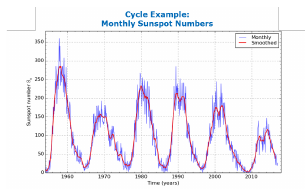 Cycle Example:
Monthly Sunspot Numbers
Monthly
Smoothed
350
300
250
200
150
100
50
0
Sunspot number
1960
1970
1980
1990
2000
2010
Time (years)